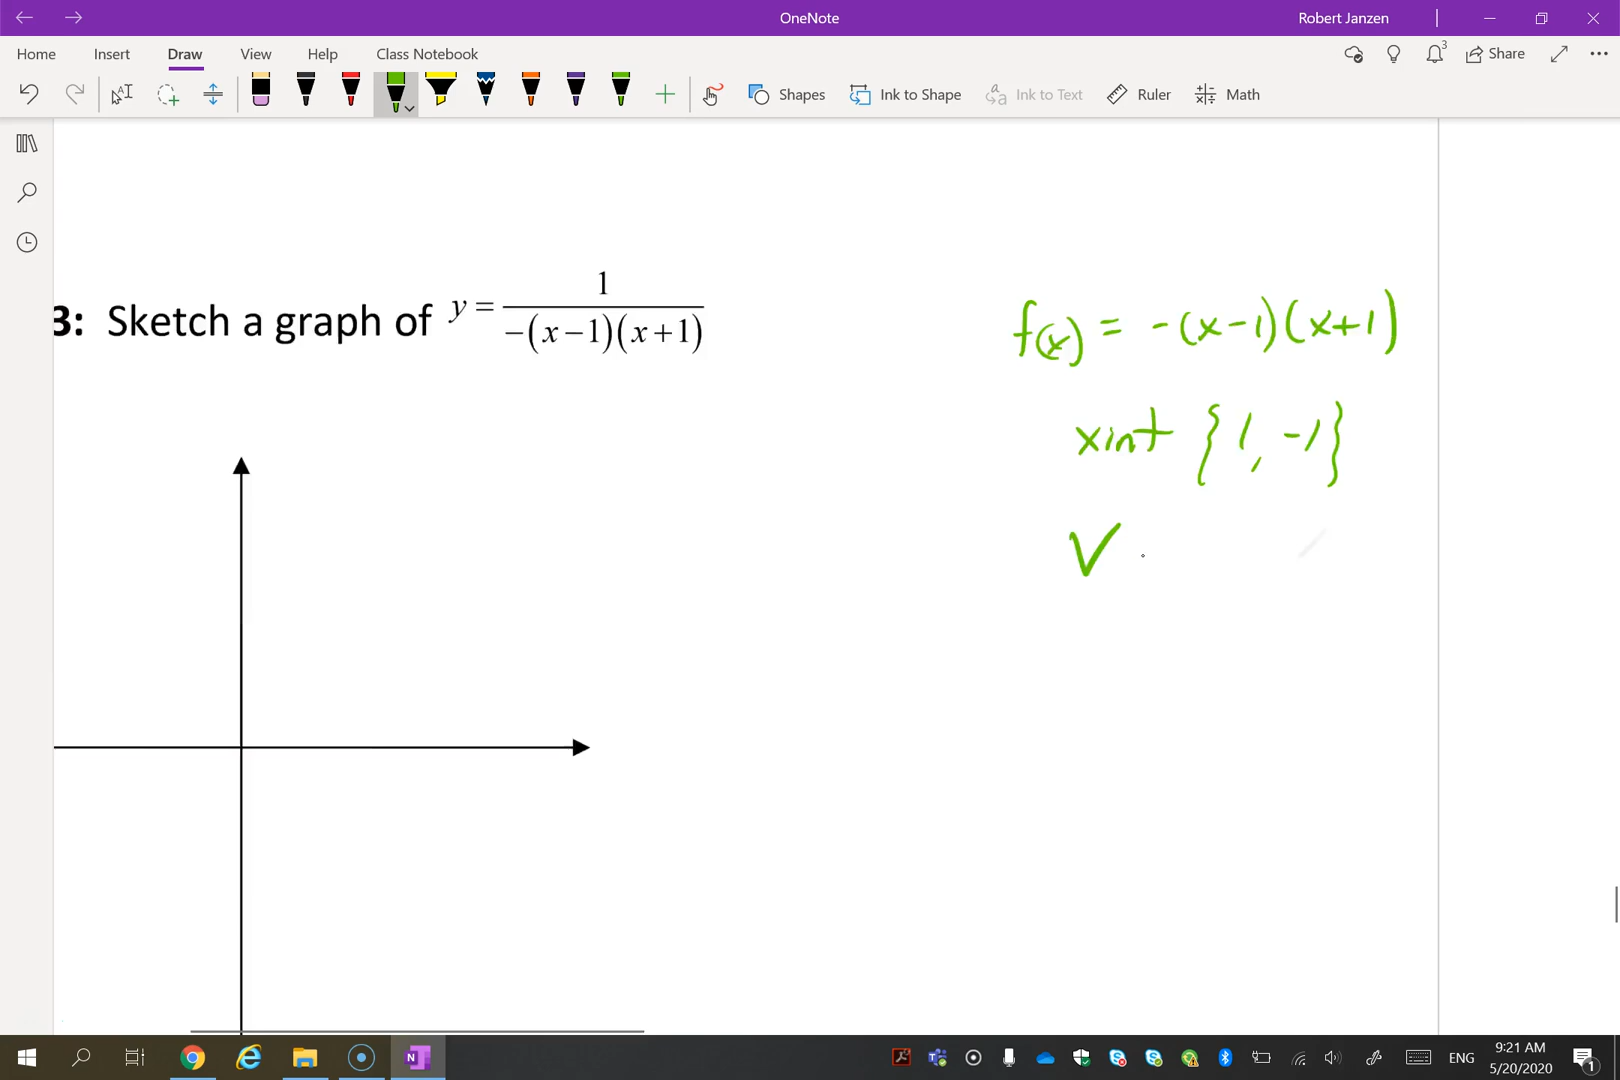 OneNote
Robert Janzen
Home Insert Draw View Help Class Notebook
3
Share
Shapes Ink to Shape Ink to Text Ruler Math
3: Sketch a graph of y = 1/(-(x-1)(x+1))
f(x) = -(x-1)(x+1)
xint {1, -1}
V
ENG
9:21 AM
5/20/2020
1